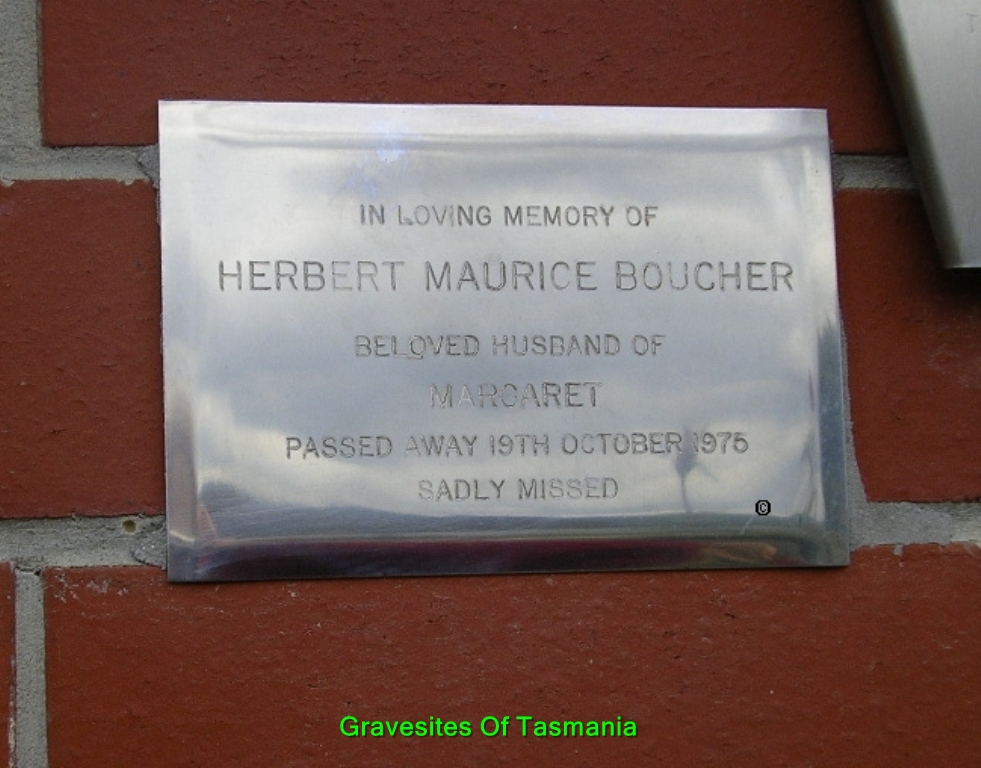 IN LOVING MEMORY OF
HERBERT MAURICE BOUCHER
BELOVED HUSBAND OF
MARGARET
PASSED AWAY 19TH OCTOBER 1975
SADLY MISSED
©
Gravesites Of Tasmania